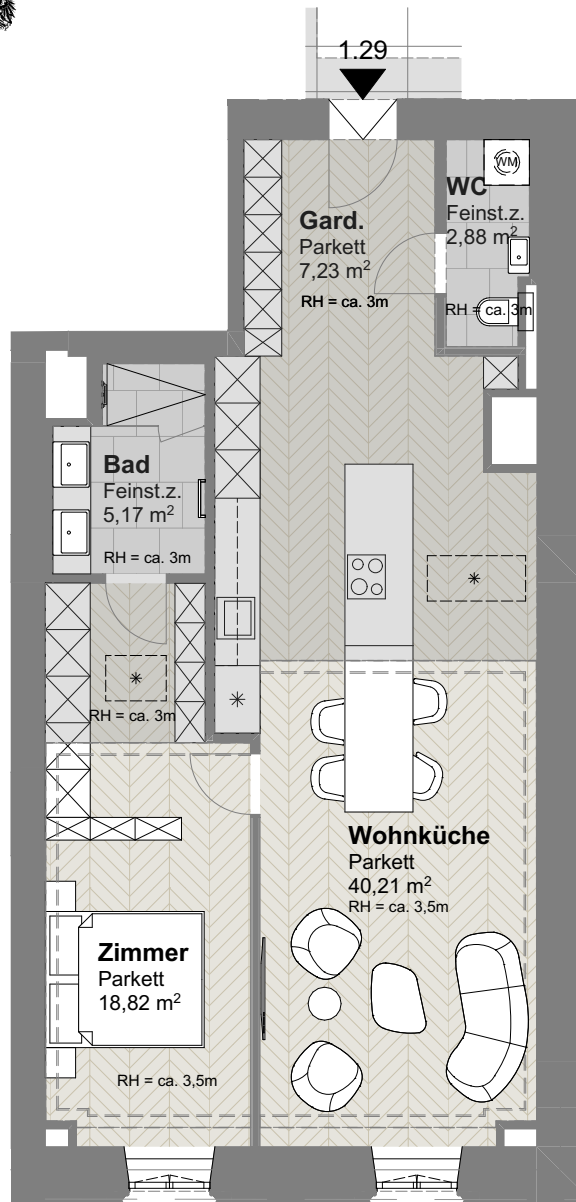 1.29
WM
WC
Feinst.z.
2,88 m²
RH = ca. 3m
Gard.
Parkett
7,23 m²
RH = ca. 3m
Bad
Feinst.z.
5,17 m²
RH = ca. 3m
RH = ca. 3m
Wohnküche
Parkett
40,21 m²
RH = ca. 3,5m
Zimmer
Parkett
18,82 m²
RH = ca. 3,5m